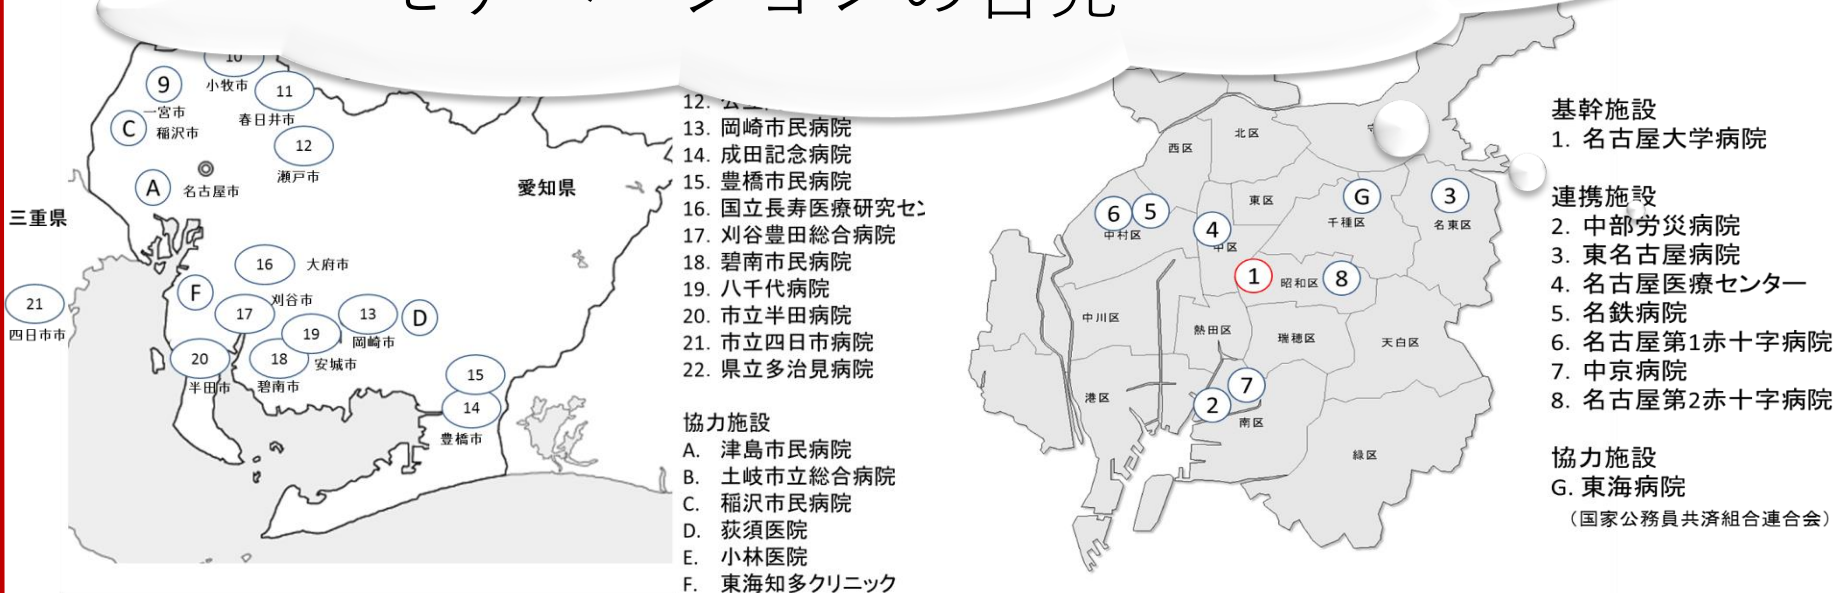 10
小牧市
9
一宮市
11
春日井市
C
稲沢市
12
瀬戸市
A
名古屋市
愛知県
三重県
16
大府市
F
刈谷市
21
四日市市
17
13
D
19
岡崎市
20
18
安城市
半田市
碧南市
15
14
豊橋市
12.
13. 岡崎市民病院
14. 成田記念病院
15. 豊橋市民病院
16. 国立長寿医療研究セン
17. 刈谷豊田総合病院
18. 碧南市民病院
19. 八千代病院
20. 市立半田病院
21. 市立四日市病院
22. 県立多治見病院
協力施設
A. 津島市民病院
B. 土岐市立総合病院
C. 稲沢市民病院
D. 荻須医院
E. 小林医院
F. 東海知多クリニック
北区
西区
東区
G
3
6
5
千種区
名東区
中村区
4
中区
1
昭和区
8
中川区
熱田区
瑞穂区
天白区
7
港区
2
南区
緑区
基幹施設
1. 名古屋大学病院
連携施設
2. 中部労災病院
3. 東名古屋病院
4. 名古屋医療センター
5. 名鉄病院
6. 名古屋第1赤十字病院
7. 中京病院
8. 名古屋第2赤十字病院
協力施設
G. 東海病院
（国家公務員共済組合連合会）